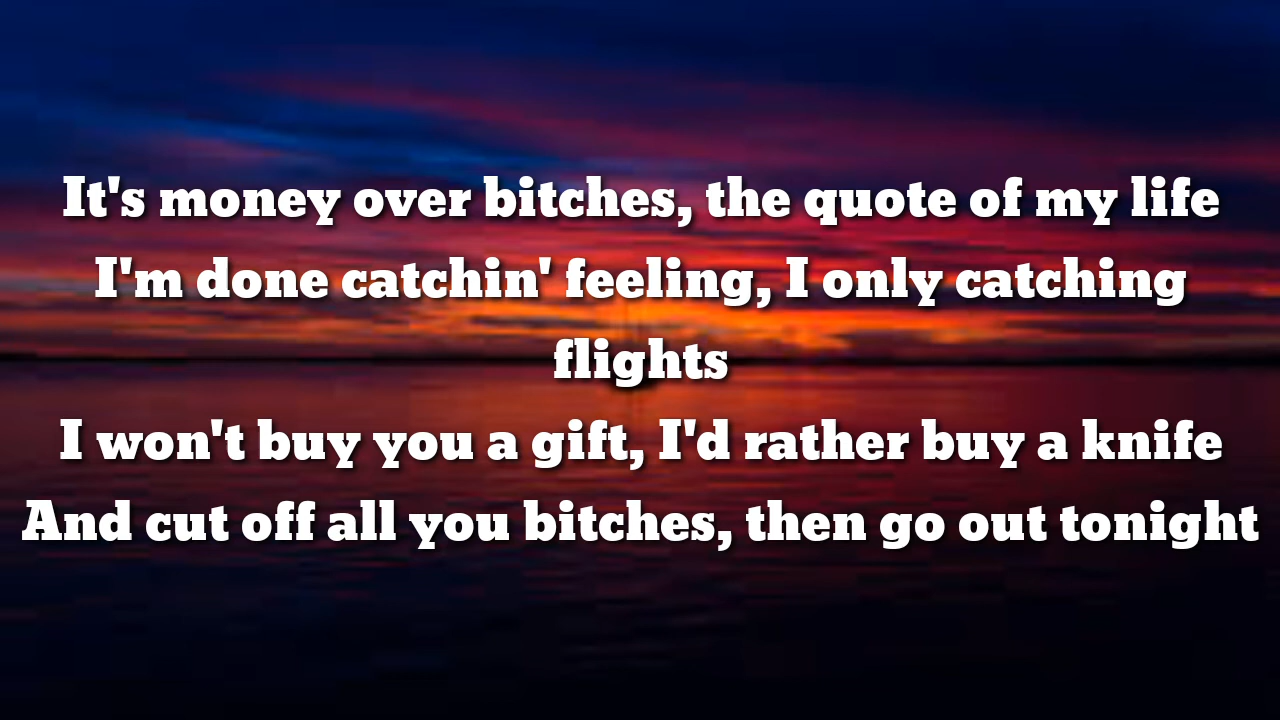 It's money over bitches, the quote of my life
I'm done catchin' feeling, I only catching
flights
I won't buy you a gift, I'd rather buy a knife
And cut off all you bitches, then go out tonight